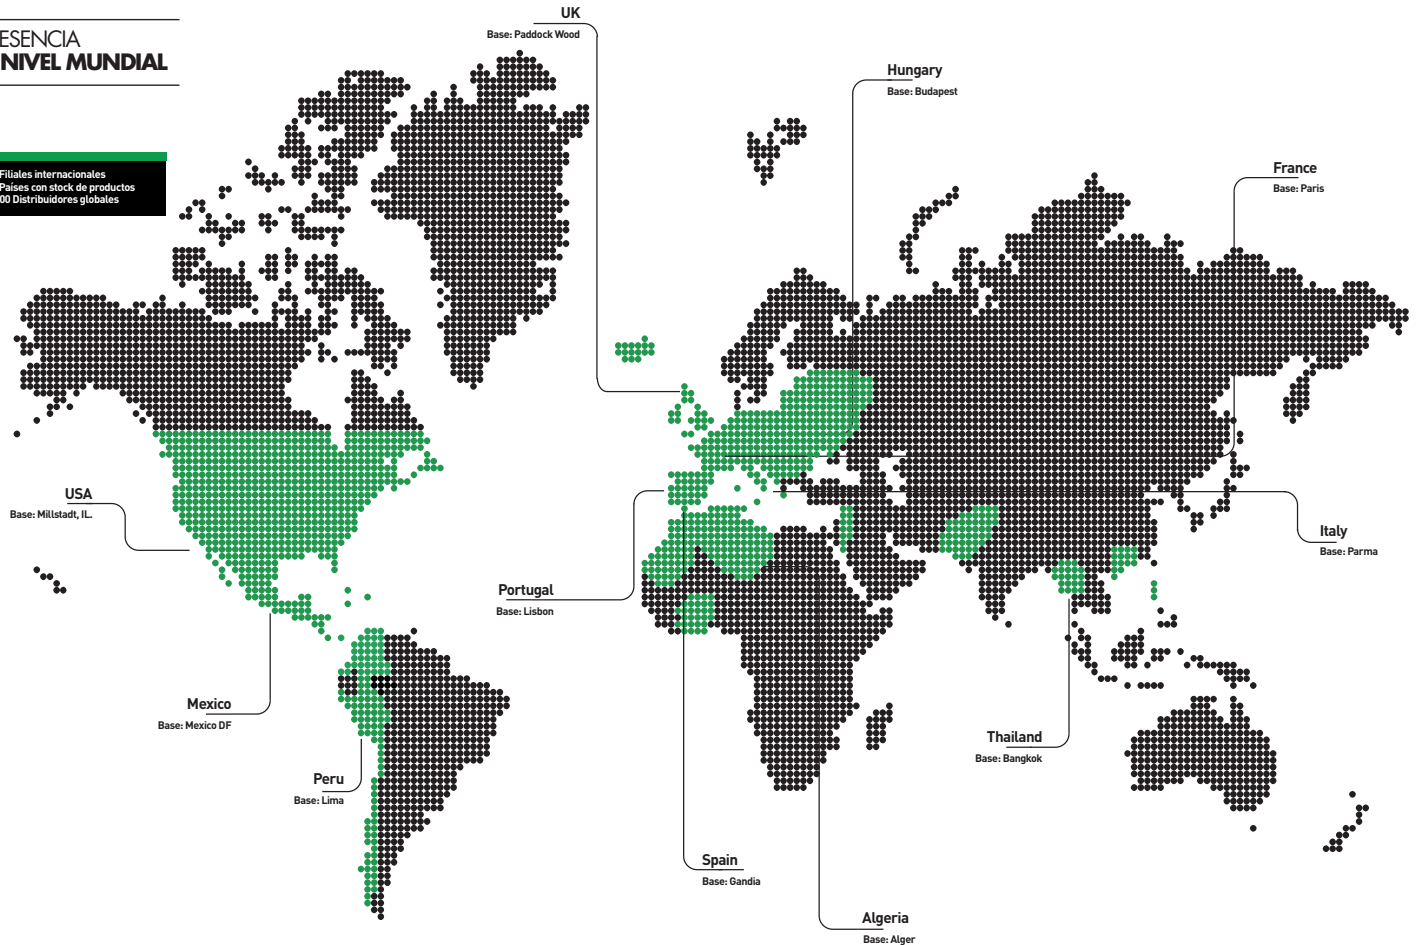 ESENCIA
NIVEL MUNDIAL
Filiales internacionales
Países con stock de productos
00 Distribuidores globales
UK
Base: Paddock Wood
Hungary
Base: Budapest
France
Base: Paris
USA
Base: Millstadt, IL.
Italy
Base: Parma
Portugal
Base: Lisbon
Mexico
Base: Mexico DF
Thailand
Base: Bangkok
Peru
Base: Lima
Spain
Base: Gandia
Algeria
Base: Alger